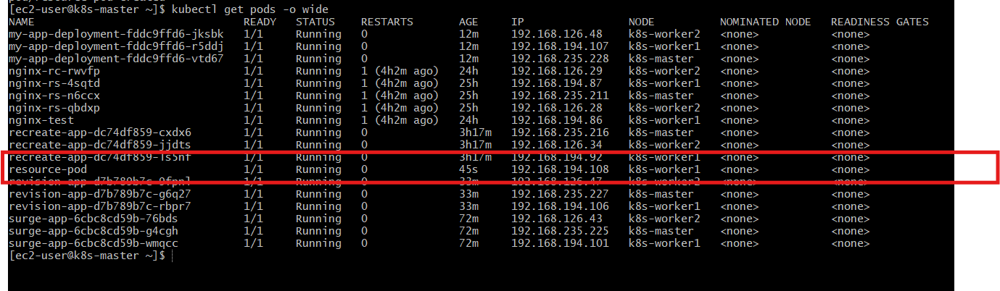 [ec2-user@k8s-master ~]$ kubectl get pods -o wide
NAME READY STATUS RESTARTS AGE IP NODE NOMINATED NODE READINESS GATES
my-app-deployment-fddc9ffd6-jksbk 1/1 Running 0 12m 192.168.126.48 k8s-worker2 <none> <none>
my-app-deployment-fddc9ffd6-r5ddj 1/1 Running 0 12m 192.168.194.107 k8s-worker1 <none> <none>
my-app-deployment-fddc9ffd6-vtd67 1/1 Running 0 12m 192.168.235.228 k8s-master <none> <none>
nginx-rc-rwvfp 1/1 Running 1 (4h2m ago) 24h 192.168.126.29 k8s-worker2 <none> <none>
nginx-rs-4sqtd 1/1 Running 1 (4h2m ago) 25h 192.168.194.87 k8s-worker1 <none> <none>
nginx-rs-n6ccx 1/1 Running 1 (4h2m ago) 25h 192.168.235.211 k8s-master <none> <none>
nginx-rs-qbdxp 1/1 Running 1 (4h2m ago) 25h 192.168.126.28 k8s-worker2 <none> <none>
nginx-test 1/1 Running 1 (4h2m ago) 24h 192.168.194.86 k8s-worker1 <none> <none>
recreate-app-dc74df859-cxdx6 1/1 Running 0 3h17m 192.168.235.216 k8s-master <none> <none>
recreate-app-dc74df859-jjdts 1/1 Running 0 3h17m 192.168.126.34 k8s-worker2 <none> <none>
recreate-app-dc74df859-ls5nf 1/1 Running 0 3h17m 192.168.194.92 k8s-worker1 <none> <none>
resource-pod 1/1 Running 0 45s 192.168.194.108 k8s-worker1 <none> <none>
1/1 Running 0 33m 192.168.126.47 k8s-worker2 <none> <none>
revision-app-d7b789b7c-g6q27 1/1 Running 0 33m 192.168.235.227 k8s-master <none> <none>
revision-app-d7b789b7c-rbpr7 1/1 Running 0 33m 192.168.194.106 k8s-worker1 <none> <none>
surge-app-6cbc8cd59b-76bds 1/1 Running 0 72m 192.168.126.43 k8s-worker2 <none> <none>
surge-app-6cbc8cd59b-g4cgh 1/1 Running 0 72m 192.168.235.225 k8s-master <none> <none>
surge-app-6cbc8cd59b-wmqcc 1/1 Running 0 72m 192.168.194.101 k8s-worker1 <none> <none>
[ec2-user@k8s-master ~]$